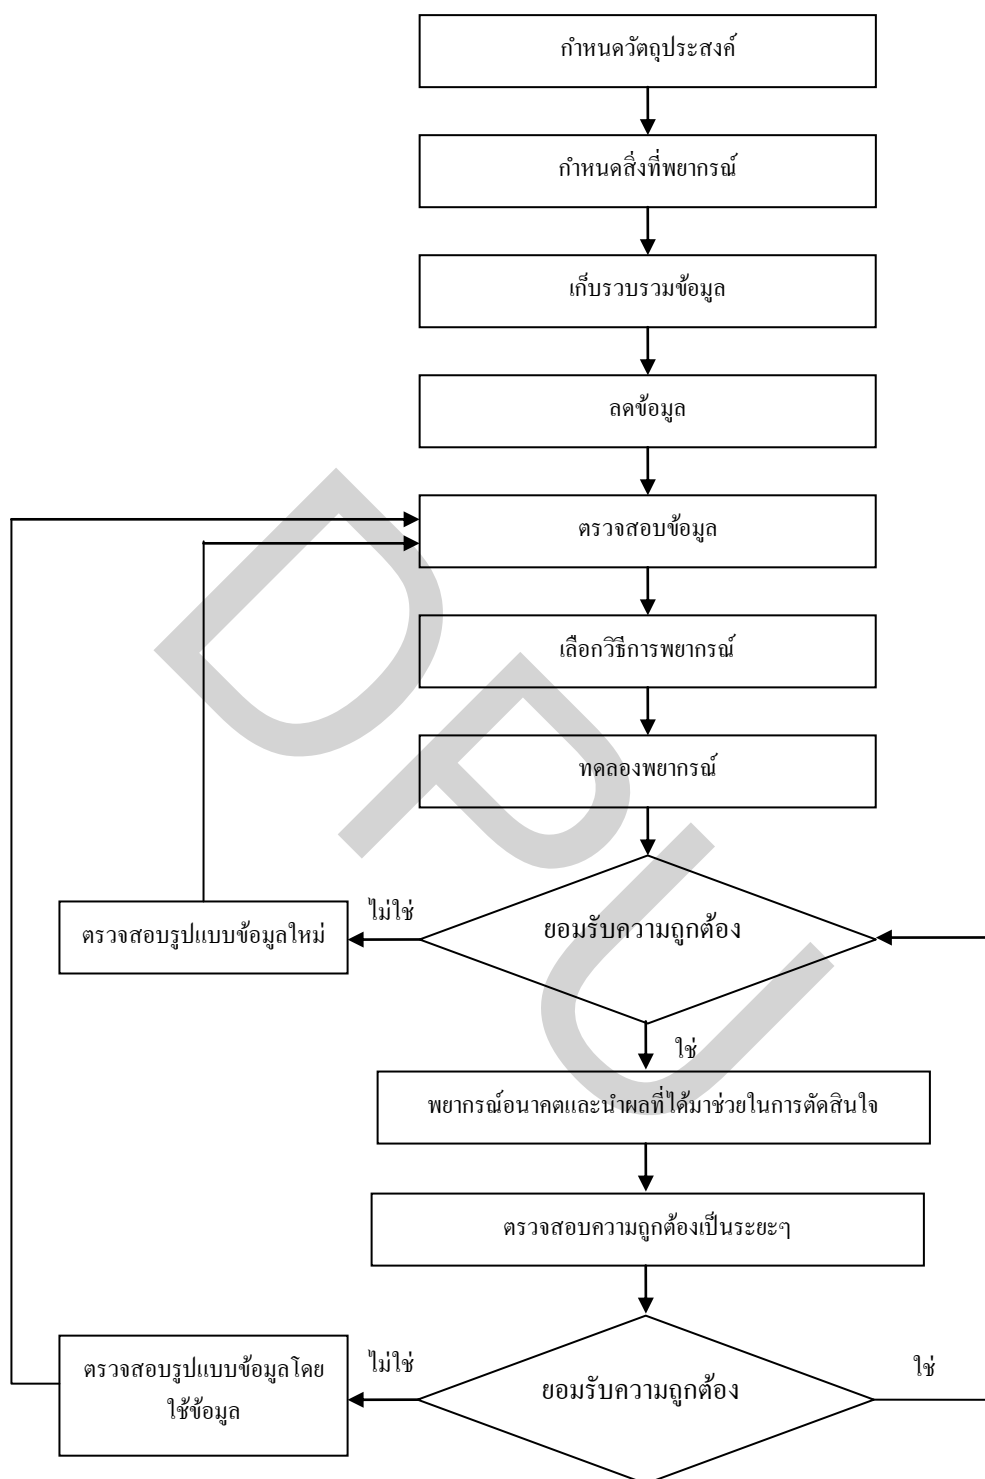 กำหนดวัตถุประสงค์
กำหนดสิ่งที่พยากรณ์
เก็บรวบรวมข้อมูล
ลดข้อมูล
ตรวจสอบข้อมูล
เลือกวิธีการพยากรณ์
ทดลองพยากรณ์
ไม่ใช่
ยอมรับความถูกต้อง
ตรวจสอบรูปแบบข้อมูลใหม่
ใช่
พยากรณ์อนาคตและนำผลที่ได้มาช่วยในการตัดสินใจ
ตรวจสอบความถูกต้องเป็นระยะๆ
ตรวจสอบรูปแบบข้อมูลโดย
ใช้ข้อมูล
ไม่ใช่
ยอมรับความถูกต้อง
ใช่
DPU